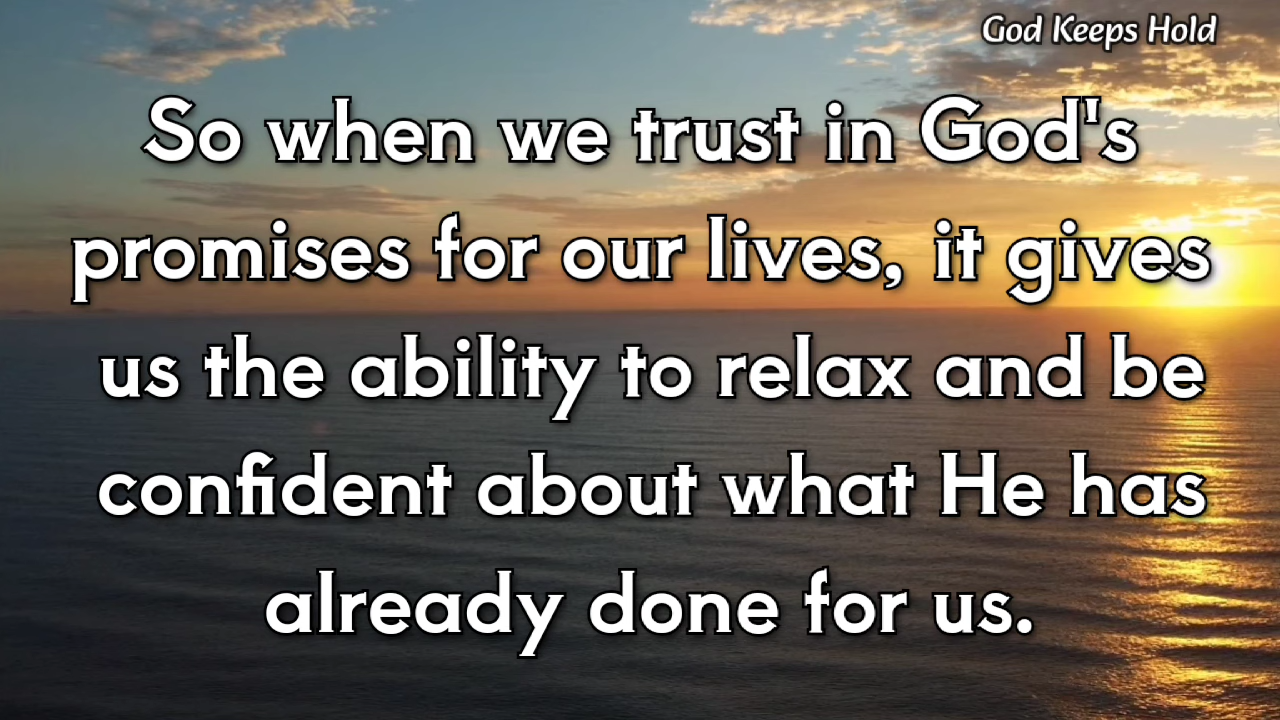 God Keeps Hold
So when we trust in God's
promises for our lives, it gives
us the ability to relax and be
confident about what He has
already done for us.